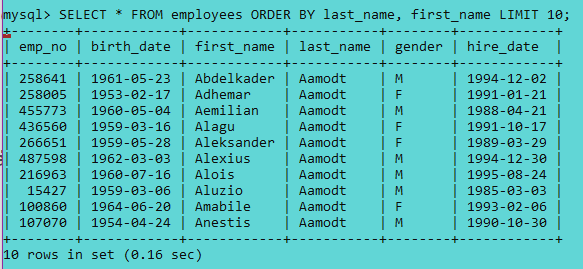 mysql> SELECT * FROM employees ORDER BY last_name, first_name LIMIT 10;
+--------+------------+------------+-----------+--------+------------+
| emp_no | birth_date | first_name | last_name | gender | hire_date  |
+--------+------------+------------+-----------+--------+------------+
| 258641 | 1961-05-23 | Abdelkader | Aamodt    | M      | 1994-12-02 |
| 258005 | 1953-02-17 | Adhemar    | Aamodt    | F      | 1991-01-21 |
| 455773 | 1960-05-04 | Aemilian   | Aamodt    | M      | 1988-04-21 |
| 436560 | 1959-03-16 | Alagu      | Aamodt    | F      | 1991-10-17 |
| 266651 | 1959-05-28 | Aleksander | Aamodt    | F      | 1989-03-29 |
| 487598 | 1962-03-03 | Alexius    | Aamodt    | M      | 1994-12-30 |
| 216963 | 1960-07-16 | Alois      | Aamodt    | M      | 1995-08-24 |
|  15427 | 1959-03-06 | Aluzio     | Aamodt    | M      | 1985-03-03 |
| 100860 | 1964-06-20 | Amabile    | Aamodt    | F      | 1993-02-06 |
| 107070 | 1954-04-24 | Anestis    | Aamodt    | M      | 1990-10-30 |
+--------+------------+------------+-----------+--------+------------+
10 rows in set (0.16 sec)